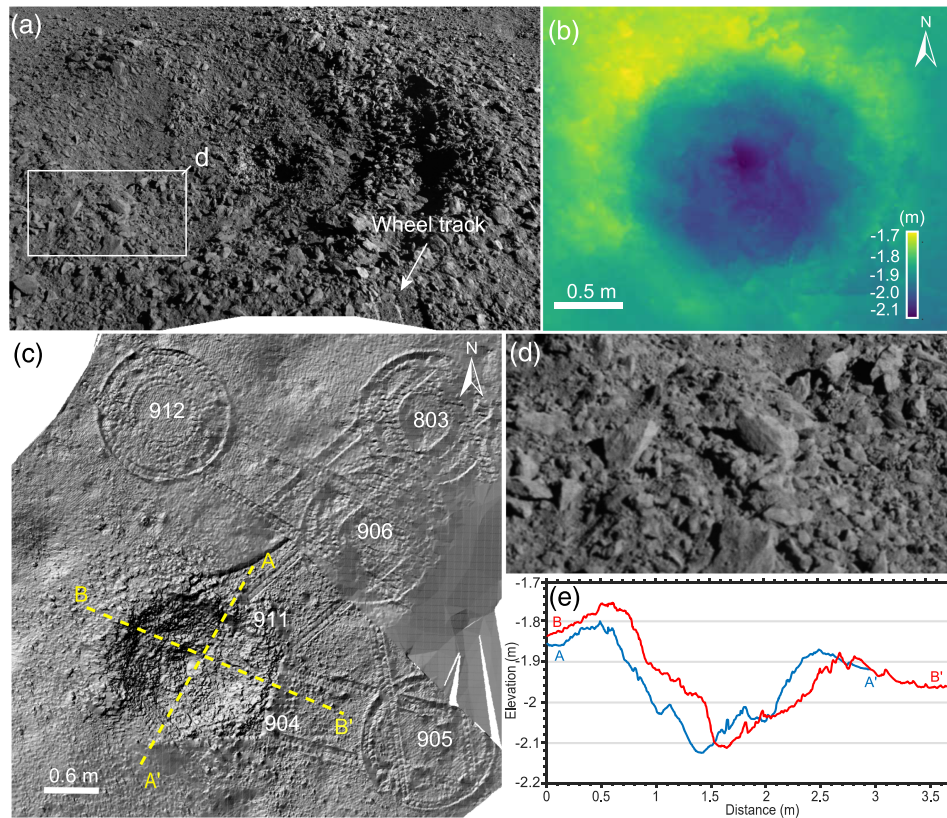 (a)
d
Wheel track
(b)
N
(m)
-1.7
-1.8
-1.9
-2.0
-2.1
0.5 m
(c)
N
912
803
906
A
B
911
904
B'
905
A'
0.6 m
(d)
(e)
-1.7
-1.8
-1.9
-2.0
-2.1
-2.2
Elevation (m)
B
A
A'
B'
0 0.5 1 1.5 2 2.5 3 3.5
Distance (m)